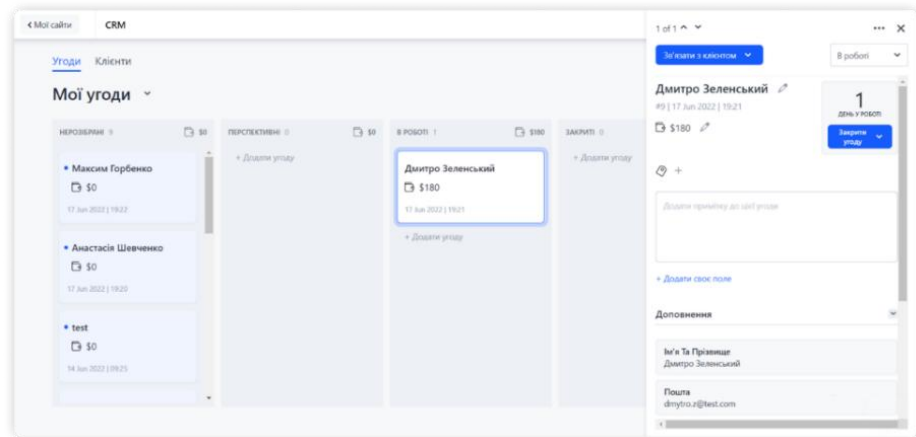 Мої сайти
CRM
Угоди Клієнти
Мої угоди
НЕРОЗІБРАНІ 9 $0
ПЕРСПЕКТИВНІ 0 $0
В РОБОТІ 1 $180
ЗАКРИТІ 0
Максим Горбенко
$0
17 Jun 2022 | 19:22
Анастасія Шевченко
$0
17 Jun 2022 | 19:20
test
$0
14 Jun 2022 | 09:25
+ Додати угоду
Дмитро Зеленський
$180
17 Jun 2022 | 19:21
+ Додати угоду
+ Додати угоду
1 of 1
Зв'язати з клієнтом
В роботі
Дмитро Зеленський
#9 | 17 Jun 2022 | 19:21
$180
1
ДЕНЬ У РОБОТІ
Закрити
угоду
Додати примітку до цієї угоди
+ Додати своє поле
Доповнення
Ім'я Та Прізвище
Дмитро Зеленський
Пошта
dmytro.z@test.com